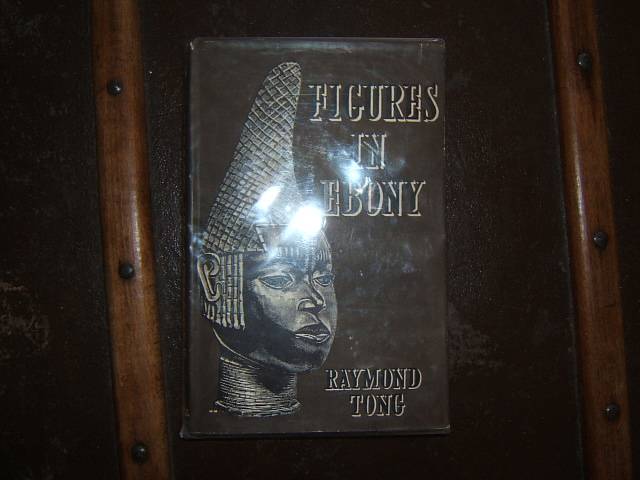 FIGURES
IN
EBONY
RAYMOND
TONG